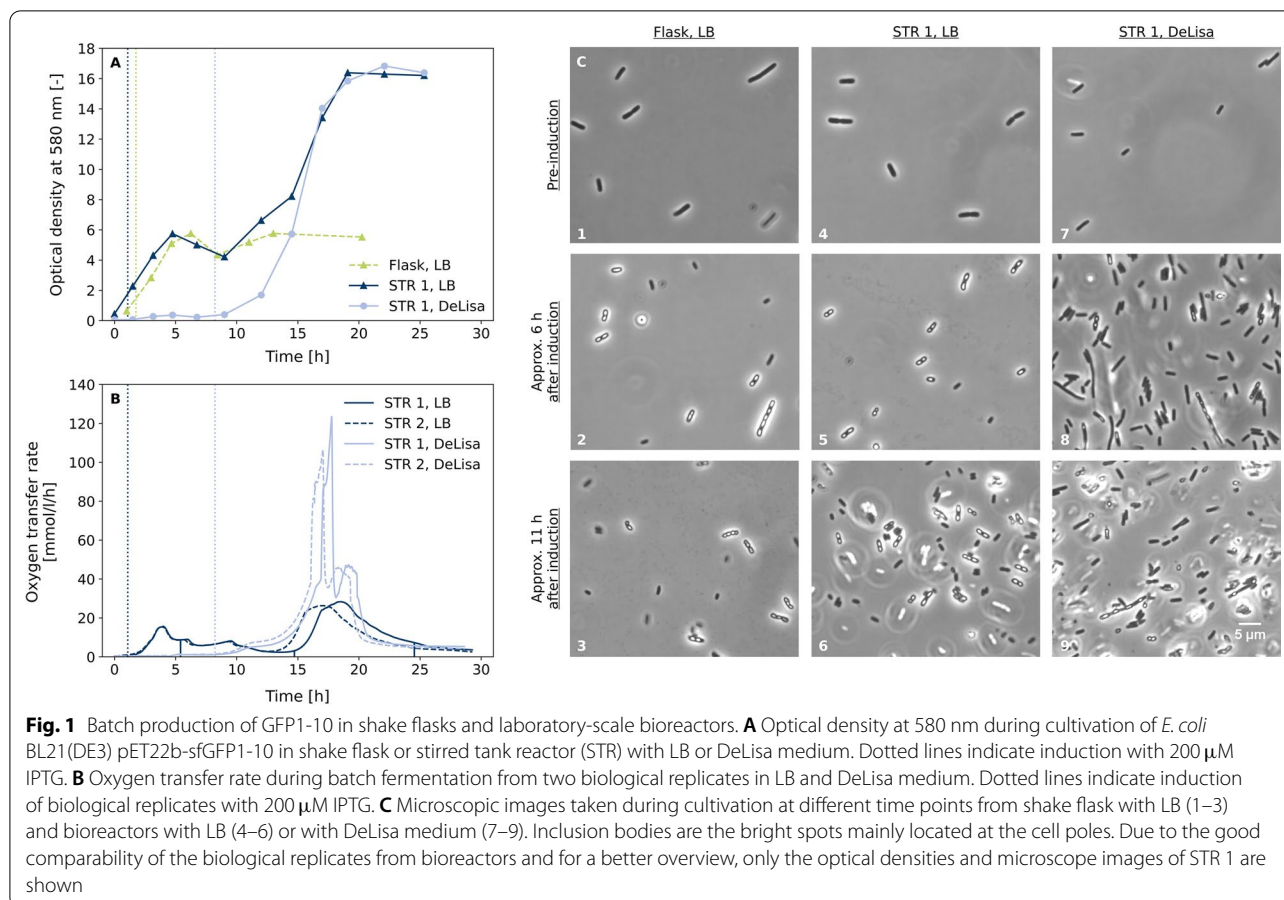 A
18
16
14
12
10
8
6
4
2
0
Optical density at 580 nm [-]
Flask, LB
STR 1, LB
STR 1, DeLisa
0 5 10 15 20 25 30
Time [h]
B
140
120
100
80
60
40
20
0
Oxygen transfer rate
[mmol/l/h]
STR 1, LB
STR 2, LB
STR 1, DeLisa
STR 2, DeLisa
0 5 10 15 20 25 30
Time [h]
Flask, LB STR 1, LB STR 1, DeLisa
C
Pre-induction
1 4 7
Approx. 6 h
after induction
2 5 8
Approx. 11 h
after induction
3 6 9
5 µm
Fig. 1 Batch production of GFP1-10 in shake flasks and laboratory-scale bioreactors. A Optical density at 580 nm during cultivation of E. coli
BL21(DE3) pET22b-sfGFP1-10 in shake flask or stirred tank reactor (STR) with LB or DeLisa medium. Dotted lines indicate induction with 200 µM
IPTG. B Oxygen transfer rate during batch fermentation from two biological replicates in LB and DeLisa medium. Dotted lines indicate induction
of biological replicates with 200 µM IPTG. C Microscopic images taken during cultivation at different time points from shake flask with LB (1–3)
and bioreactors with LB (4–6) or with DeLisa medium (7–9). Inclusion bodies are the bright spots mainly located at the cell poles. Due to the good
comparability of the biological replicates from bioreactors and for a better overview, only the optical densities and microscope images of STR 1 are
shown